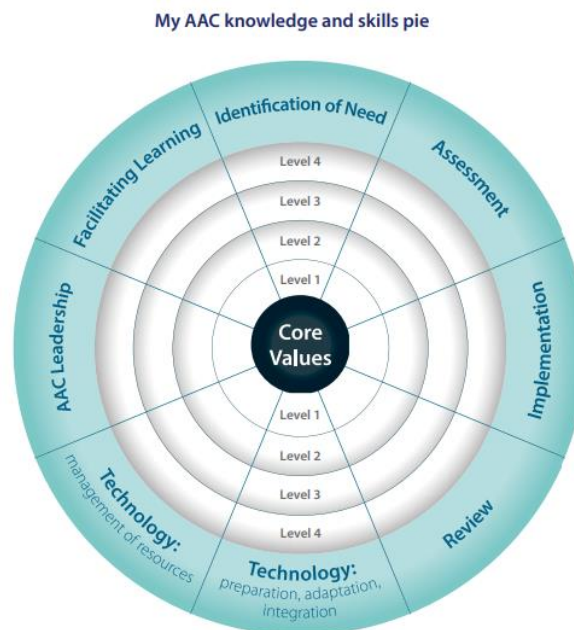 My AAC knowledge and skills pie
Identification of Need
Assessment
Implementation
Review
Technology:
preparation, adaptation,
integration
Technology:
management of resources
AAC Leadership
Facilitating Learning
Level 4
Level 3
Level 2
Level 1
Core
Values
Level 1
Level 2
Level 3
Level 4